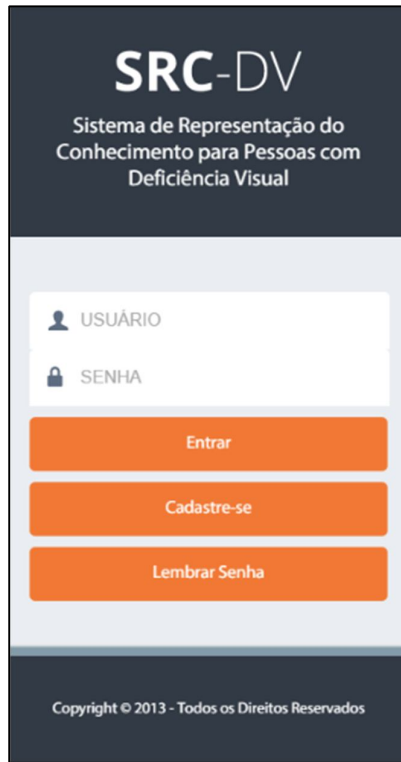 SRC-DV
Sistema de Representação do
Conhecimento para Pessoas com
Deficiência Visual
USUÁRIO
SENHA
Entrar
Cadastre-se
Lembrar Senha
Copyright © 2013 - Todos os Direitos Reservados